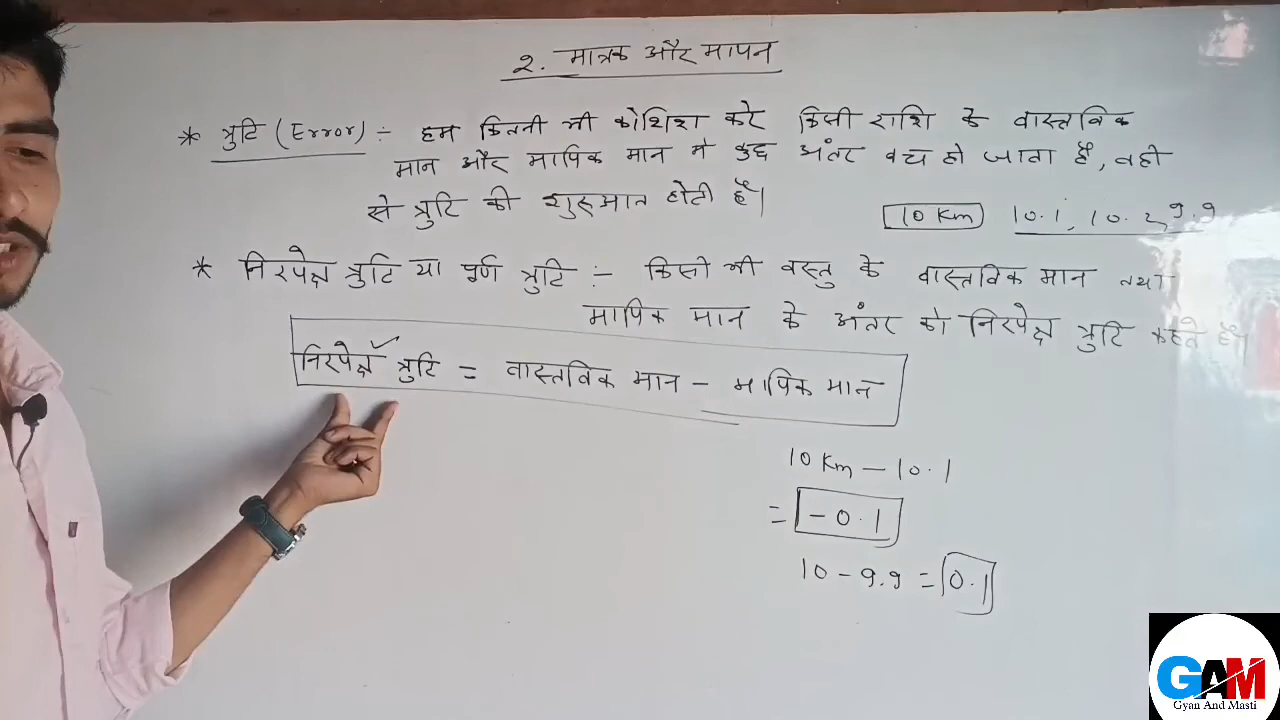 २. मात्रक और मापन
* त्रुटि (Error) :- हम कितनी भी कोशिश करे किसी राशि के वास्तविक
मान और मापिक मान मे कुछ अंतर बच ही जाता है, वही
से त्रुटि की शुरुआत होती है।
10 Km 10.1, 10.2, 9.9
* निरपेक्ष त्रुटि या पूर्ण त्रुटि :- किसी भी वस्तु के वास्तविक मान तथा
मापिक मान के अंतर को निरपेक्ष त्रुटि कहते है।
निरपेक्ष त्रुटि = वास्तविक मान - मापिक मान
10 Km - 10.1
= -0.1
10 - 9.9 = 0.1
GAM
Gyan And Masti